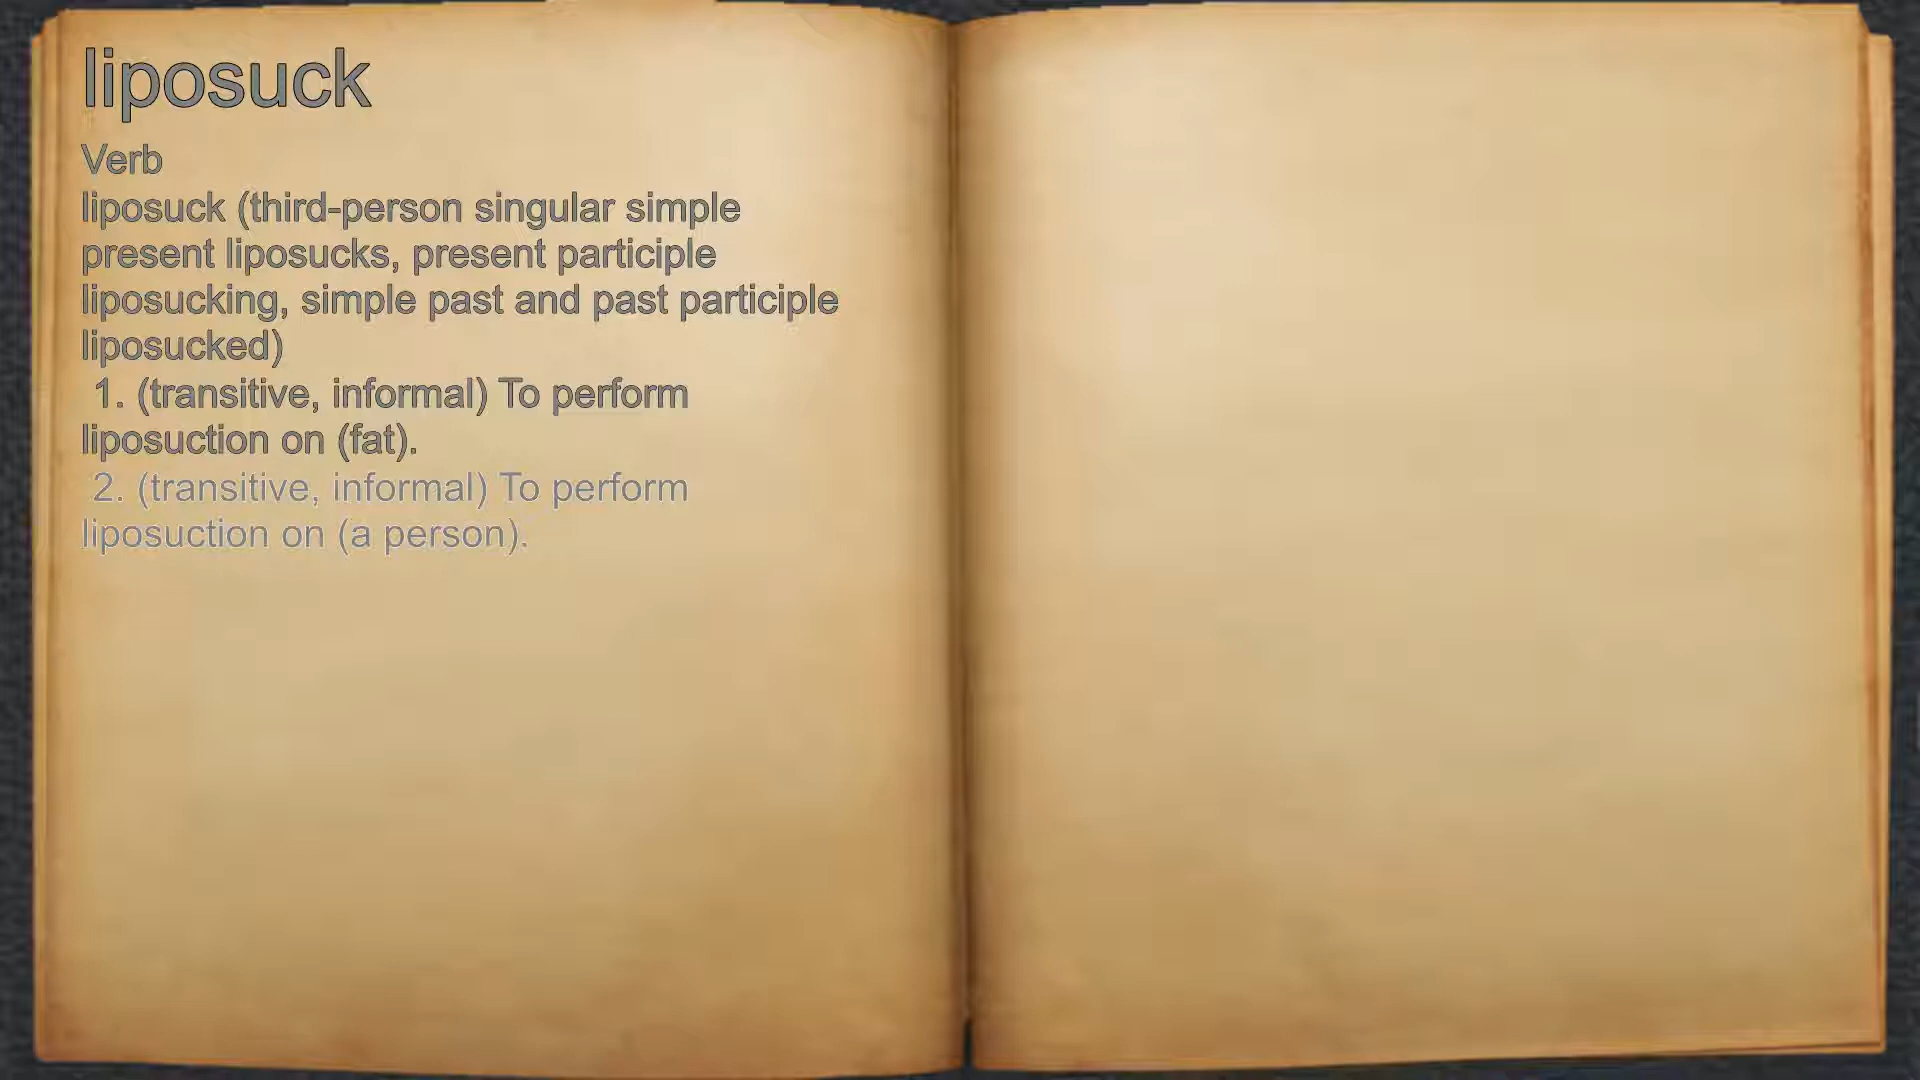 liposuck
Verb
liposuck (third-person singular simple
present liposucks, present participle
liposucking, simple past and past participle
liposucked)
1. (transitive, informal) To perform
liposuction on (fat).
2. (transitive, informal) To perform
liposuction on (a person).